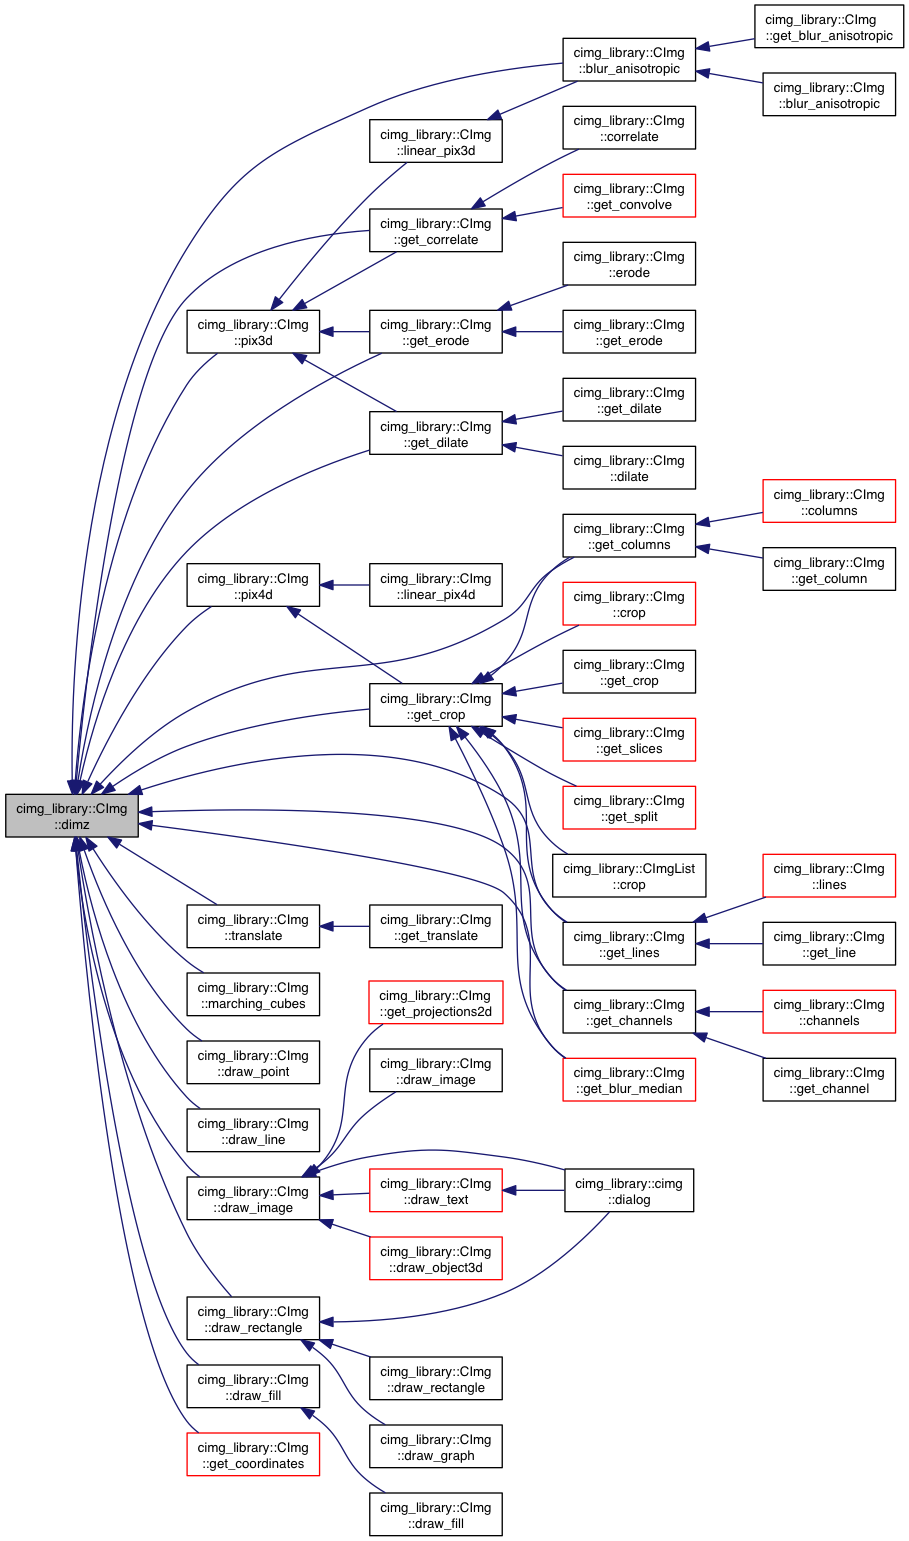 cimg_library::CImg
::get_blur_anisotropic
cimg_library::CImg
::blur_anisotropic
cimg_library::CImg
::blur_anisotropic
cimg_library::CImg
::correlate
cimg_library::CImg
::linear_pix3d
cimg_library::CImg
::get_convolve
cimg_library::CImg
::get_correlate
cimg_library::CImg
::erode
cimg_library::CImg
::pix3d
cimg_library::CImg
::get_erode
cimg_library::CImg
::get_erode
cimg_library::CImg
::get_dilate
cimg_library::CImg
::get_dilate
cimg_library::CImg
::dilate
cimg_library::CImg
::columns
cimg_library::CImg
::get_columns
cimg_library::CImg
::get_column
cimg_library::CImg
::pix4d
cimg_library::CImg
::linear_pix4d
cimg_library::CImg
::crop
cimg_library::CImg
::get_crop
cimg_library::CImg
::get_crop
cimg_library::CImg
::get_slices
cimg_library::CImg
::get_split
cimg_library::CImg
::dimz
cimg_library::CImgList
::crop
cimg_library::CImg
::lines
cimg_library::CImg
::translate
cimg_library::CImg
::get_translate
cimg_library::CImg
::get_lines
cimg_library::CImg
::get_line
cimg_library::CImg
::marching_cubes
cimg_library::CImg
::get_projections2d
cimg_library::CImg
::get_channels
cimg_library::CImg
::channels
cimg_library::CImg
::draw_point
cimg_library::CImg
::draw_image
cimg_library::CImg
::get_blur_median
cimg_library::CImg
::get_channel
cimg_library::CImg
::draw_line
cimg_library::CImg
::draw_image
cimg_library::CImg
::draw_text
cimg_library::cimg
::dialog
cimg_library::CImg
::draw_object3d
cimg_library::CImg
::draw_rectangle
cimg_library::CImg
::draw_rectangle
cimg_library::CImg
::draw_fill
cimg_library::CImg
::draw_graph
cimg_library::CImg
::get_coordinates
cimg_library::CImg
::draw_fill